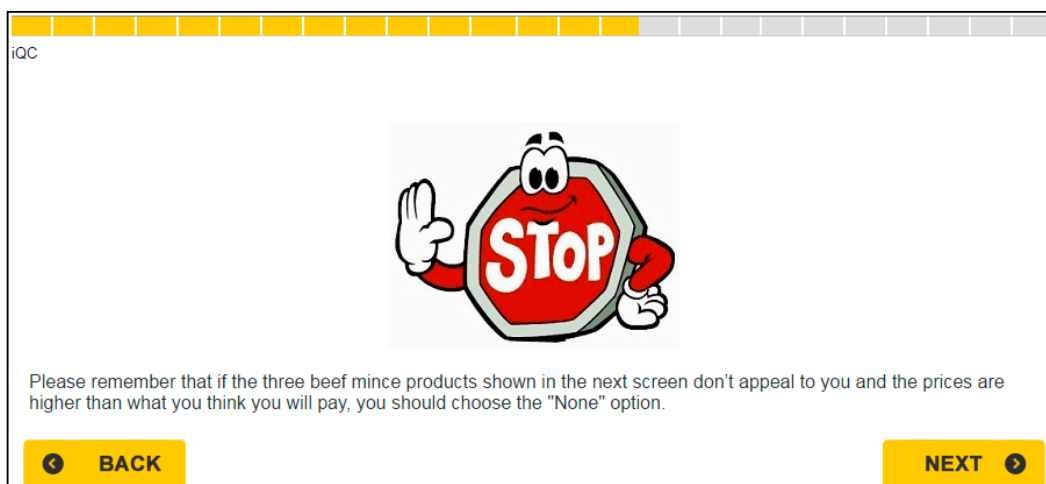 iQC
STOP
Please remember that if the three beef mince products shown in the next screen don’t appeal to you and the prices are
higher than what you think you will pay, you should choose the "None" option.
BACK
NEXT